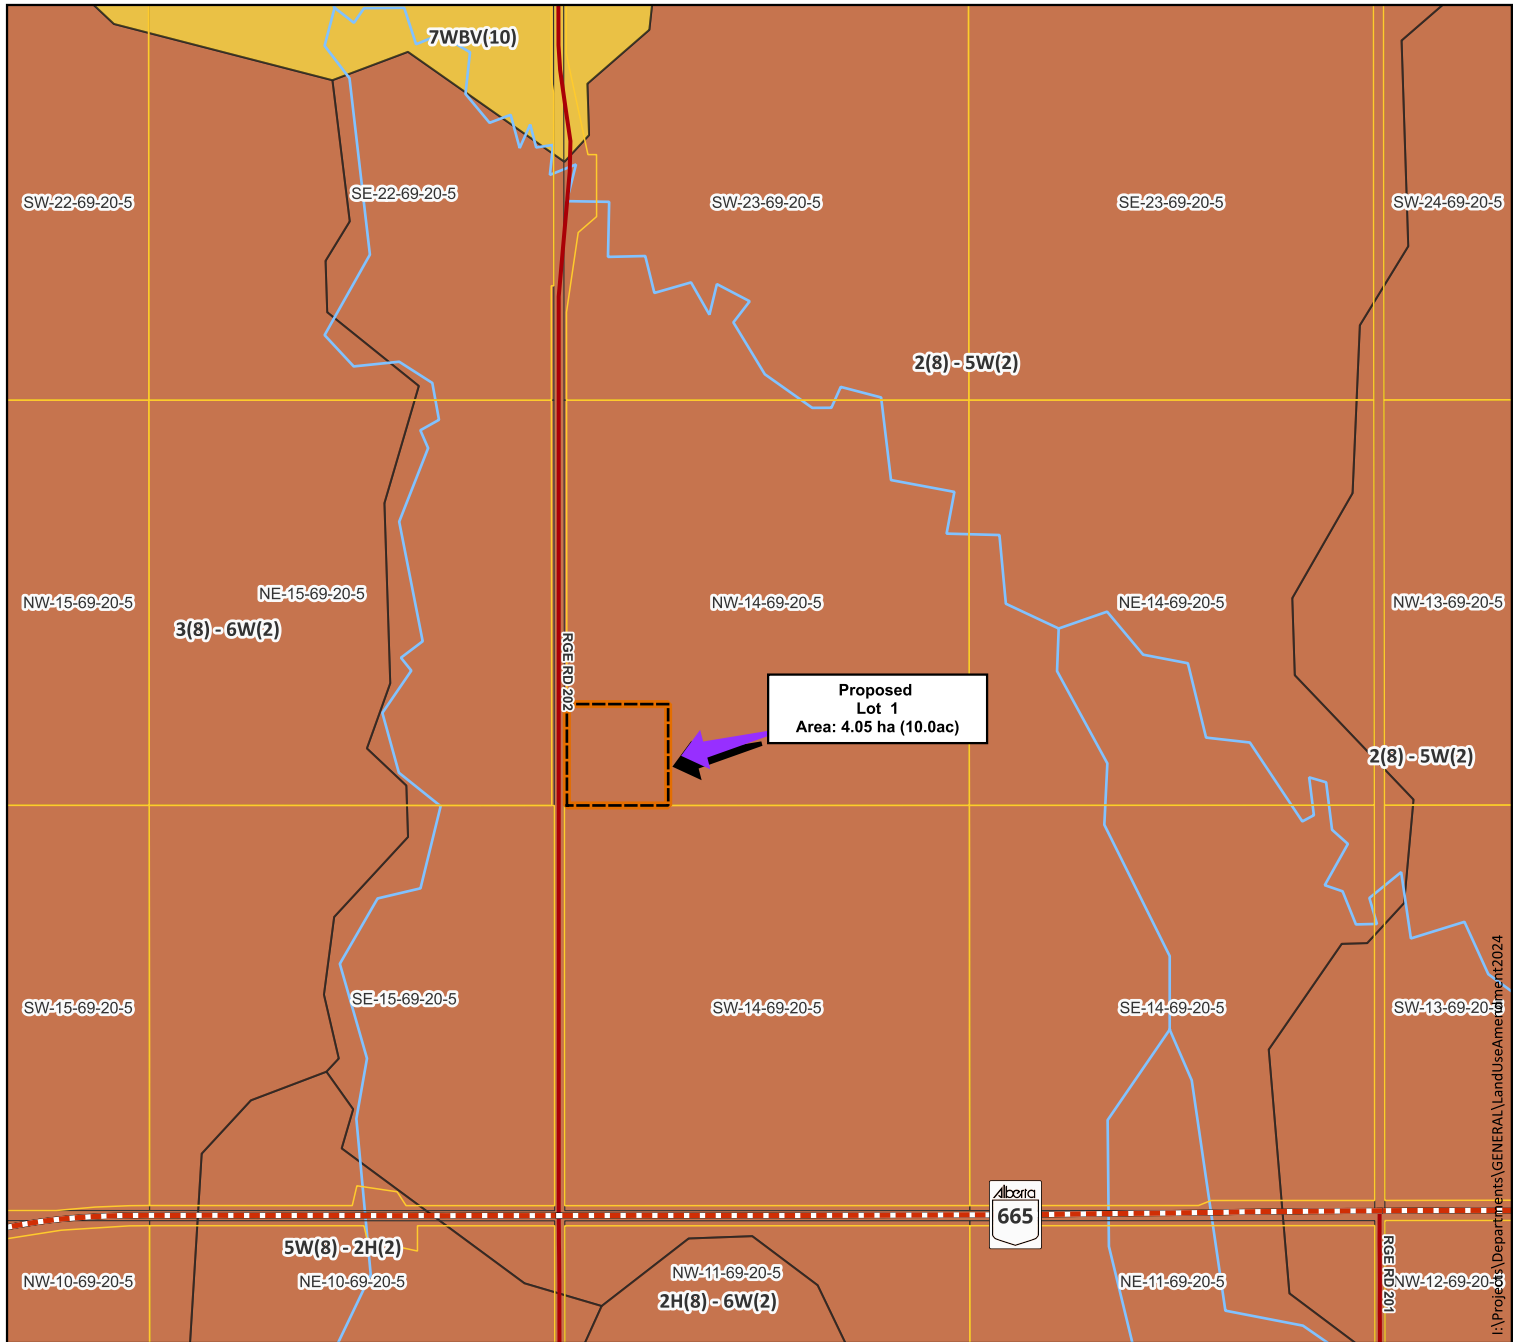 7WBV(10)
SW-22-69-20-5
SE-22-69-20-5
SW-23-69-20-5
SE-23-69-20-5
SW-24-69-20-5
2(8) - 5W(2)
NW-15-69-20-5
NE-15-69-20-5
NW-14-69-20-5
NE-14-69-20-5
NW-13-69-20-5
3(8) - 6W(2)
RGE RD 202
Proposed
Lot 1
Area: 4.05 ha (10.0ac)
2(8) - 5W(2)
SW-15-69-20-5
SE-15-69-20-5
SW-14-69-20-5
SE-14-69-20-5
SW-13-69-20-5
I:\Projects\Departments\GENERAL\LandUseAmendment2024
Alberta
665
5W(8) - 2H(2)
NW-10-69-20-5
NE-10-69-20-5
NW-11-69-20-5
NE-11-69-20-5
RGE RD 201
NW-12-69-20-5
2H(8) - 6W(2)